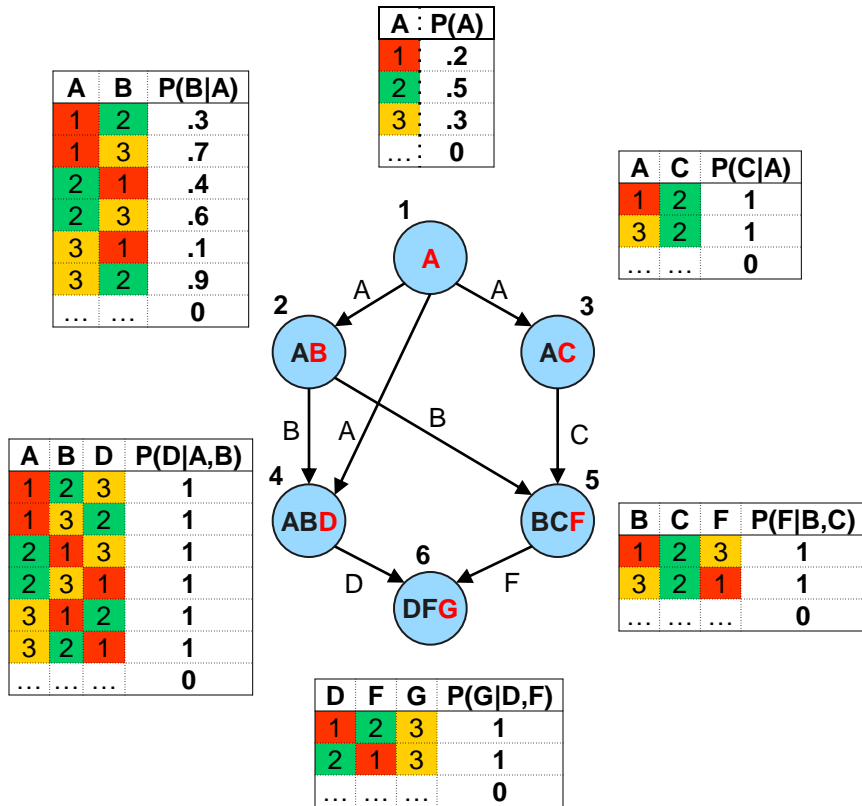 A P(A)
1 .2
2 .5
3 .3
... 0
A B P(B|A)
1 2 .3
1 3 .7
2 1 .4
2 3 .6
3 1 .1
3 2 .9
... ... 0
A C P(C|A)
1 2 1
3 2 1
... ... 0
1
A
A A
2 3
AB AC
B A B C
4 5
ABD BCF
D 6 F
DFG
A B D P(D|A,B)
1 2 3 1
1 3 2 1
2 1 3 1
2 3 1 1
3 1 2 1
3 2 1 1
... ... ... 0
B C F P(F|B,C)
1 2 3 1
3 2 1 1
... ... ... 0
D F G P(G|D,F)
1 2 3 1
2 1 3 1
... ... ... 0